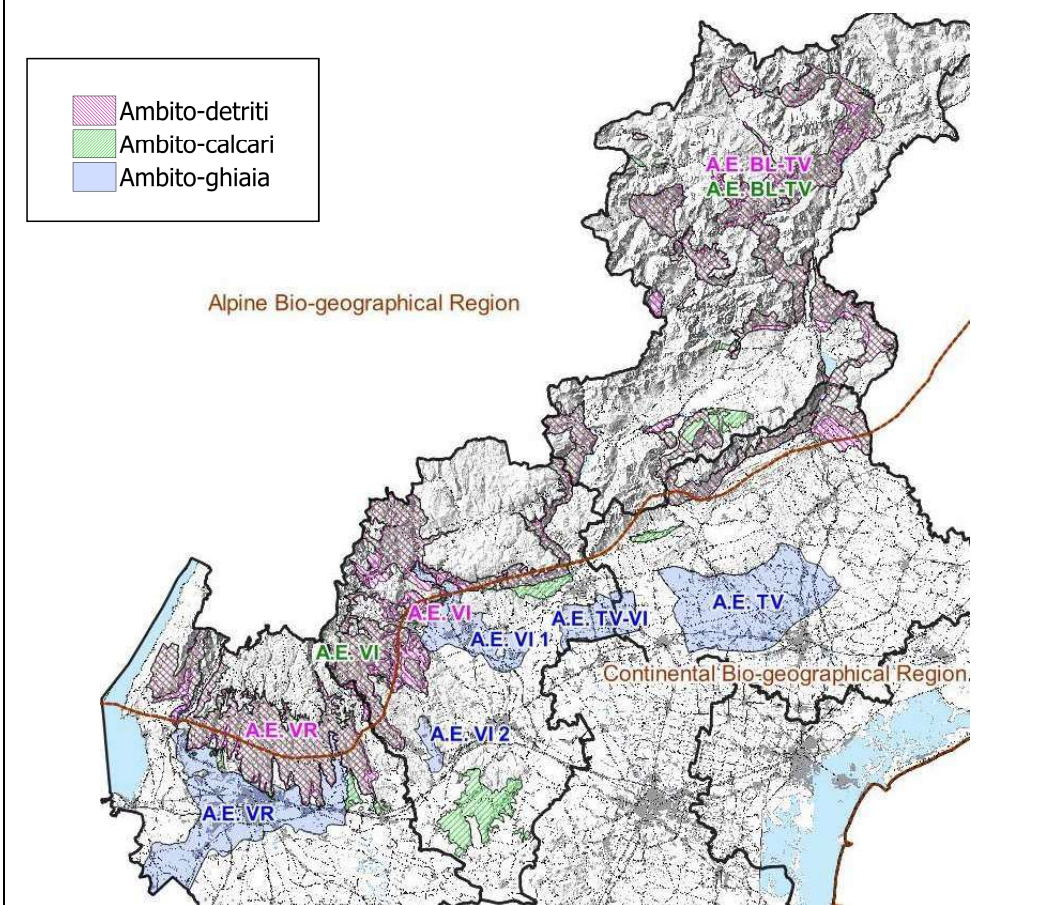 Ambito-detriti
Ambito-calcari
Ambito-ghiaia
A.E. BL-TV
A.E. BL-TV
Alpine Bio-geographical Region
A.E. TV
A.E. VI
A.E. TV-VI
A.E. VI 1
A.E. VI
Continental Bio-geographical Region
A.E. VR
A.E. VI 2
A.E. VR